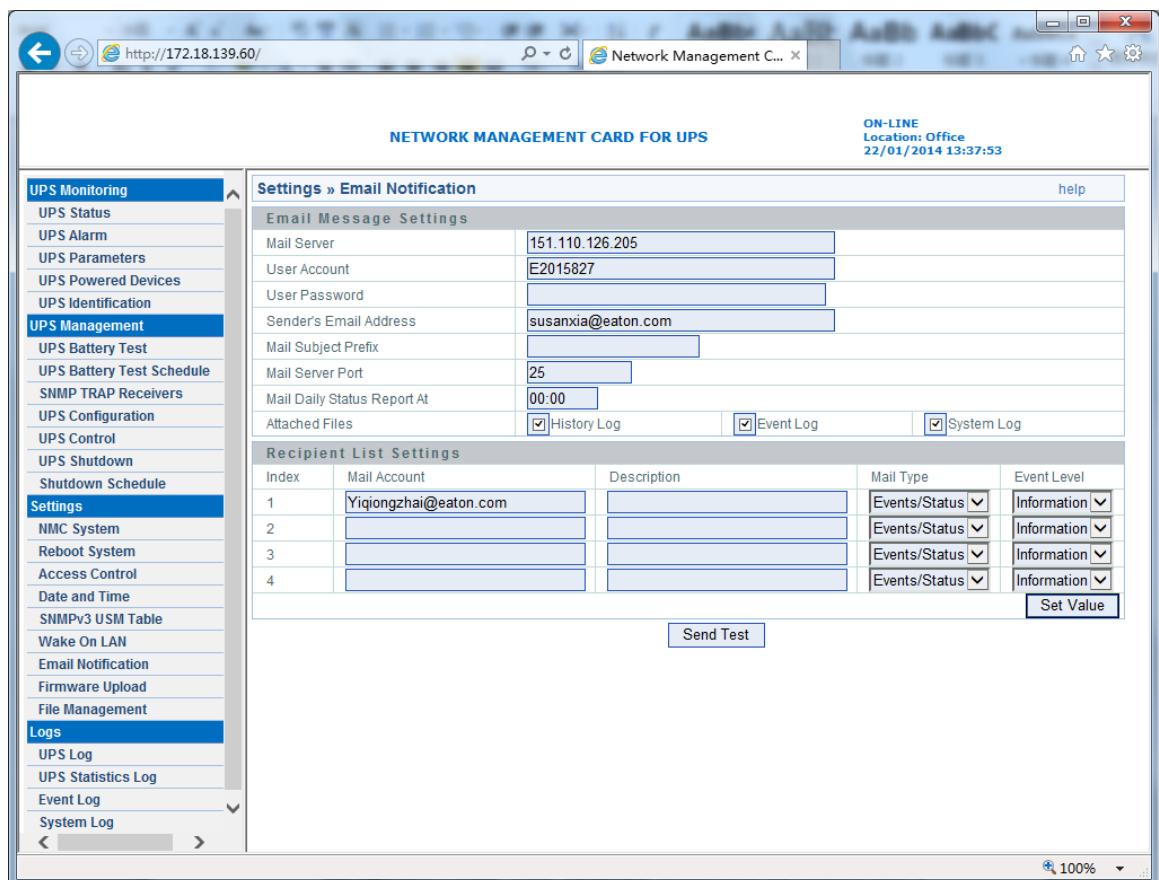 http://172.18.139.60/
Network Management C...
NETWORK MANAGEMENT CARD FOR UPS
ON-LINE
Location: Office
22/01/2014 13:37:53
UPS Monitoring
UPS Status
UPS Alarm
UPS Parameters
UPS Powered Devices
UPS Identification
UPS Management
UPS Battery Test
UPS Battery Test Schedule
SNMP TRAP Receivers
UPS Configuration
UPS Control
UPS Shutdown
Shutdown Schedule
Settings
NMC System
Reboot System
Access Control
Date and Time
SNMPv3 USM Table
Wake On LAN
Email Notification
Firmware Upload
File Management
Logs
UPS Log
UPS Statistics Log
Event Log
System Log
Settings » Email Notification help
Email Message Settings
Mail Server 151.110.126.205
User Account E2015827
User Password
Sender's Email Address susanxia@eaton.com
Mail Subject Prefix
Mail Server Port 25
Mail Daily Status Report At 00:00
Attached Files History Log Event Log System Log
Recipient List Settings
Index Mail Account Description Mail Type Event Level
1 Yiqiongzhai@eaton.com Events/Status Information
2 Events/Status Information
3 Events/Status Information
4 Events/Status Information
Set Value
Send Test
100%